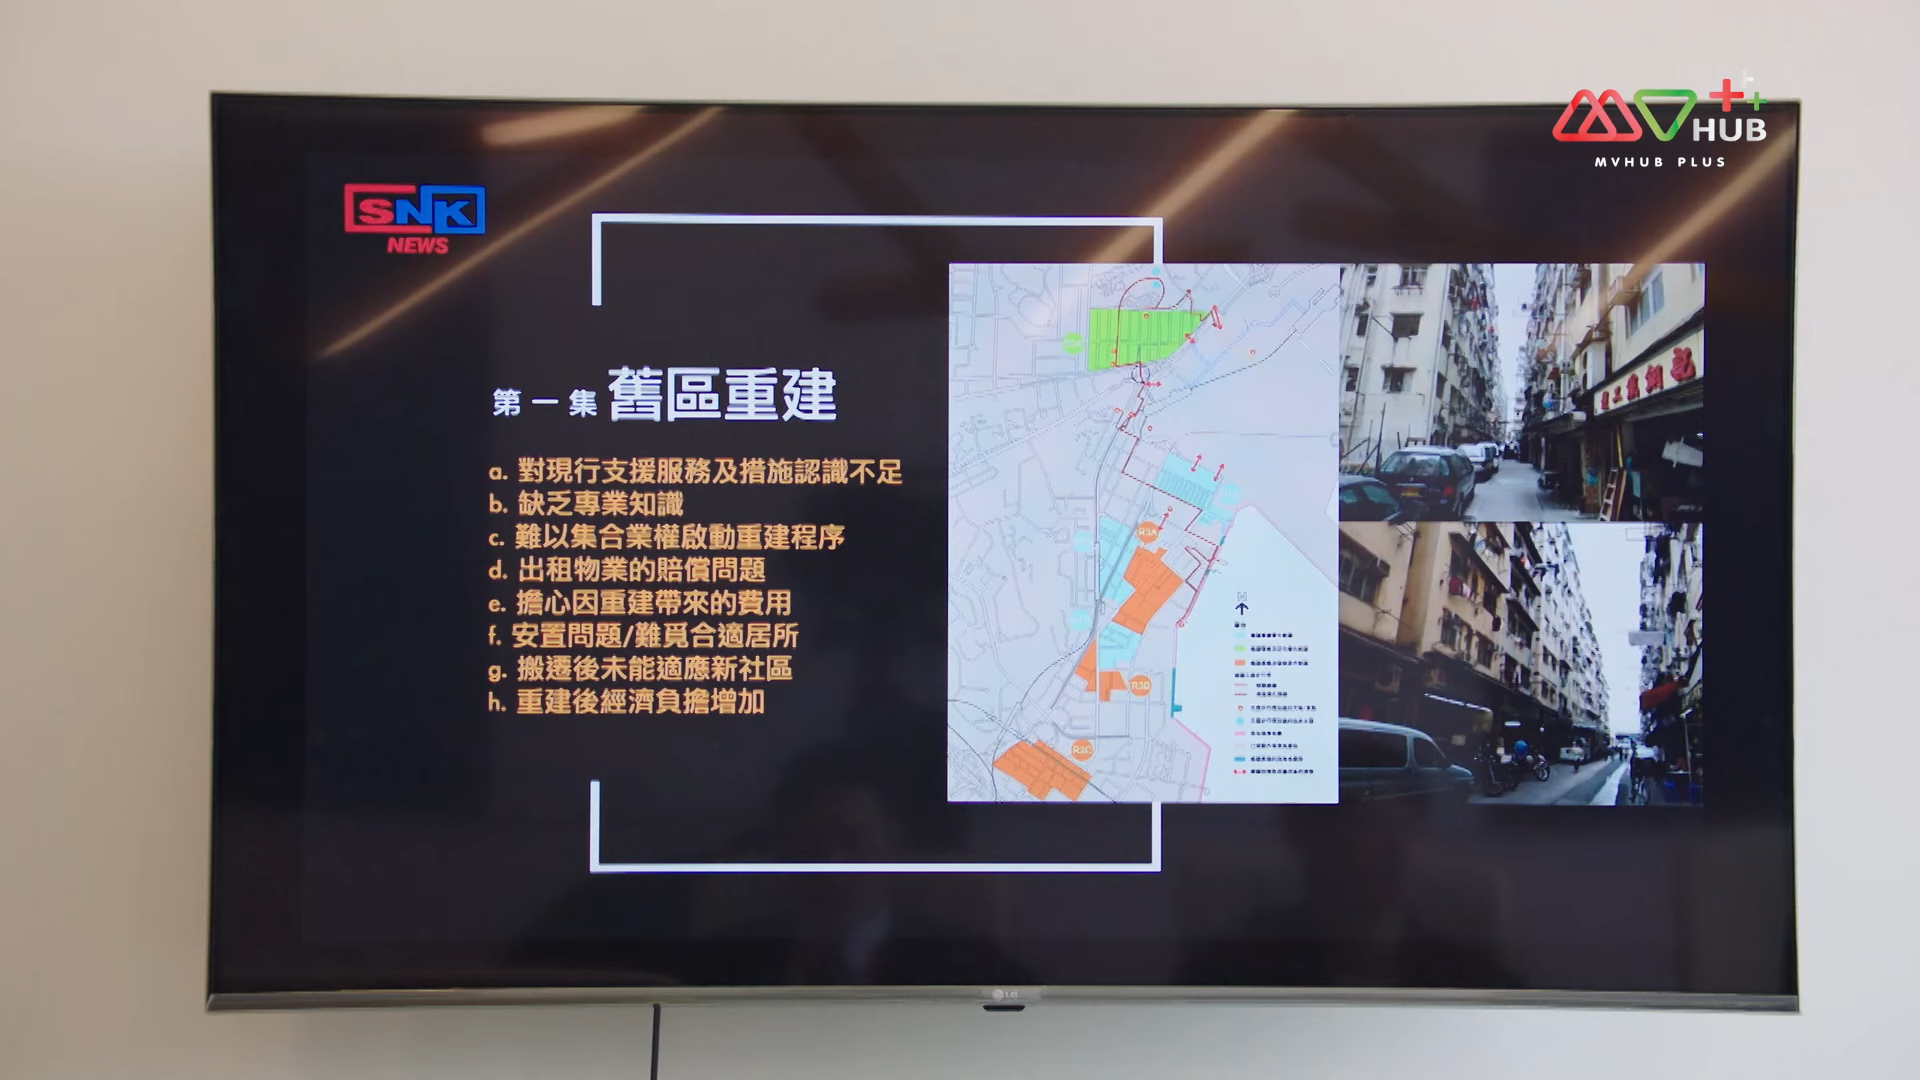 HUB
MVHUB PLUS
SNK
NEWS
第一集 舊區重建
a. 對現行支援服務及措施認識不足
b. 缺乏專業知識
c. 難以集合業權啟動重建程序
d. 出租物業的賠償問題
e. 擔心因重建帶來的費用
f. 安置問題/難覓合適居所
g. 搬遷後未能適應新社區
h. 重建後經濟負擔增加
R3A
R3D
R3C
LG